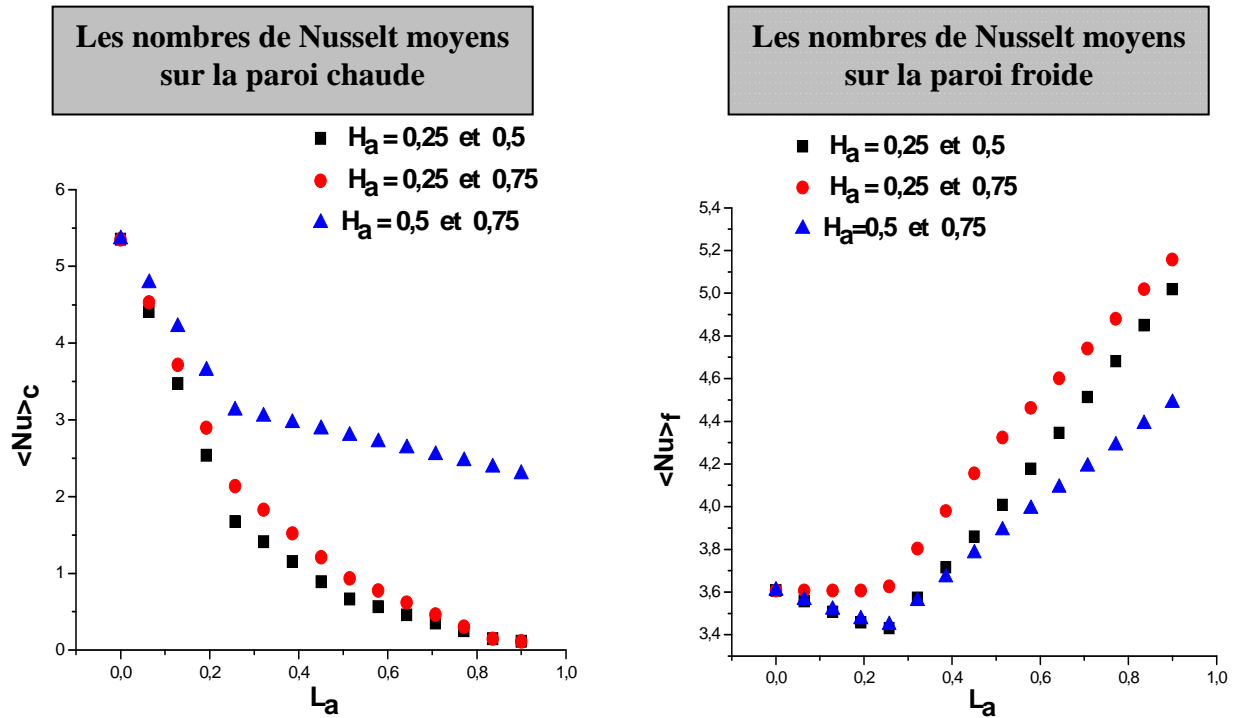 Les nombres de Nusselt moyens
sur la paroi chaude
Hₐ = 0,25 et 0,5
Hₐ = 0,25 et 0,75
Hₐ = 0,5 et 0,75
6
5
4
3
2
1
0
<Nu>c
0,0 0,2 0,4 0,6 0,8 1,0
Lₐ
Les nombres de Nusselt moyens
sur la paroi froide
Hₐ = 0,25 et 0,5
Hₐ = 0,25 et 0,75
Hₐ=0,5 et 0,75
5,4
5,2
5,0
4,8
4,6
4,4
4,2
4,0
3,8
3,6
3,4
<Nu>f
0,0 0,2 0,4 0,6 0,8 1,0
Lₐ